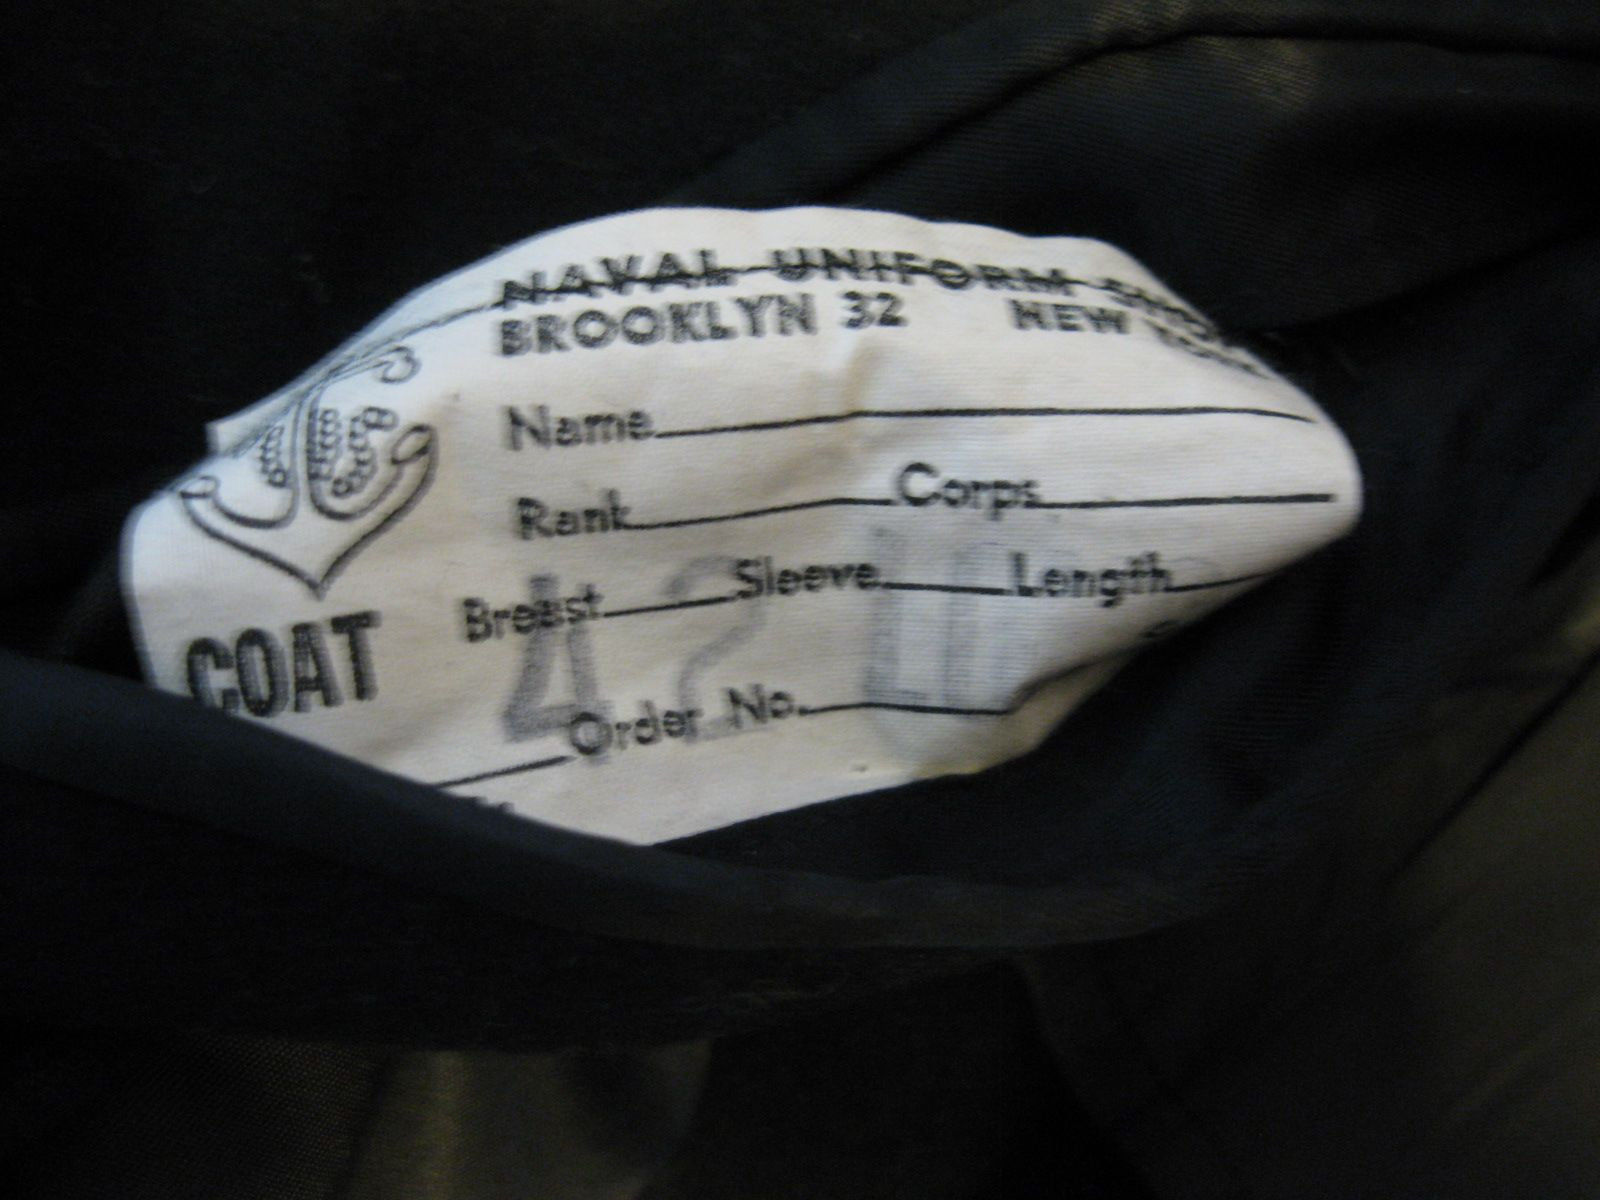 NAVAL UNIFORM
BROOKLYN 32 NEW
Name
Rank Corps
Breast Sleeve Length
42
COAT
Order No.